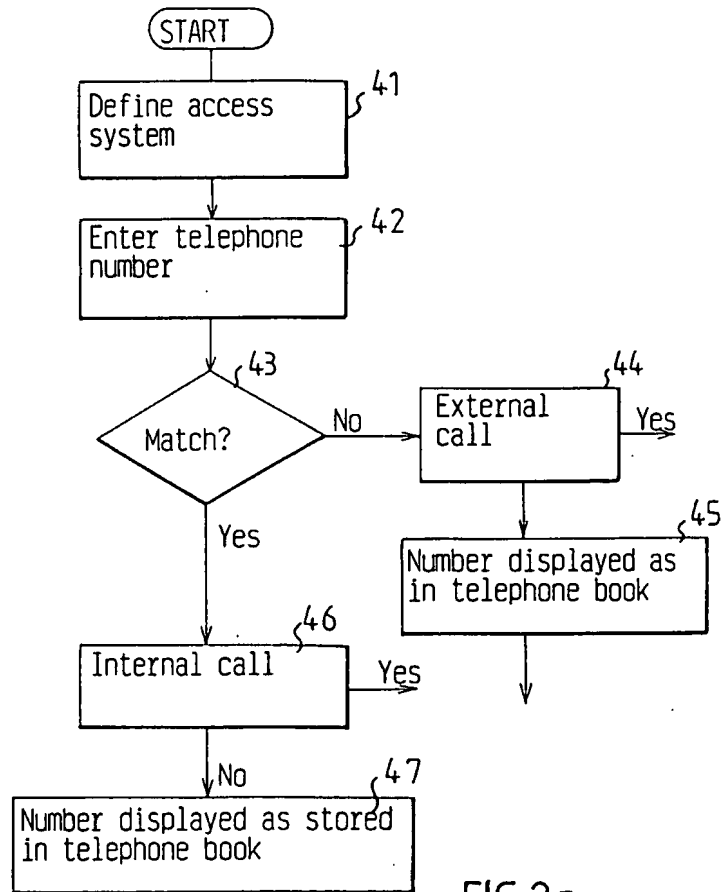 START
41
Define access
system
42
Enter telephone
number
43
Match?
No
44
External
call
Yes
45
Number displayed as
in telephone book
Yes
46
Internal call
Yes
No
47
Number displayed as stored
in telephone book